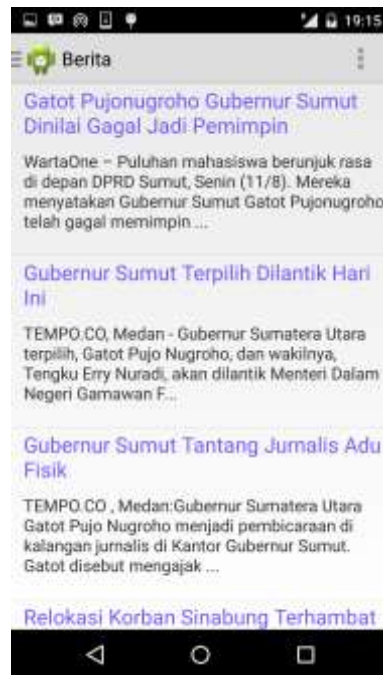 19:15
Berita
Gatot Pujonugroho Gubernur Sumut
Dinilai Gagal Jadi Pemimpin
WartaOne – Puluhan mahasiswa berunjuk rasa
di depan DPRD Sumut, Senin (11/8). Mereka
menyatakan Gubernur Sumut Gatot Pujonugroho
telah gagal memimpin ...
Gubernur Sumut Terpilih Dilantik Hari
Ini
TEMPO.CO, Medan - Gubernur Sumatera Utara
terpilih, Gatot Pujo Nugroho, dan wakilnya,
Tengku Erry Nuradi, akan dilantik Menteri Dalam
Negeri Gamawan F...
Gubernur Sumut Tantang Jurnalis Adu
Fisik
TEMPO.CO , Medan:Gubernur Sumatera Utara
Gatot Pujo Nugroho menjadi pembicaraan di
kalangan jurnalis di Kantor Gubernur Sumut.
Gatot disebut mengajak ...
Relokasi Korban Sinabung Terhambat